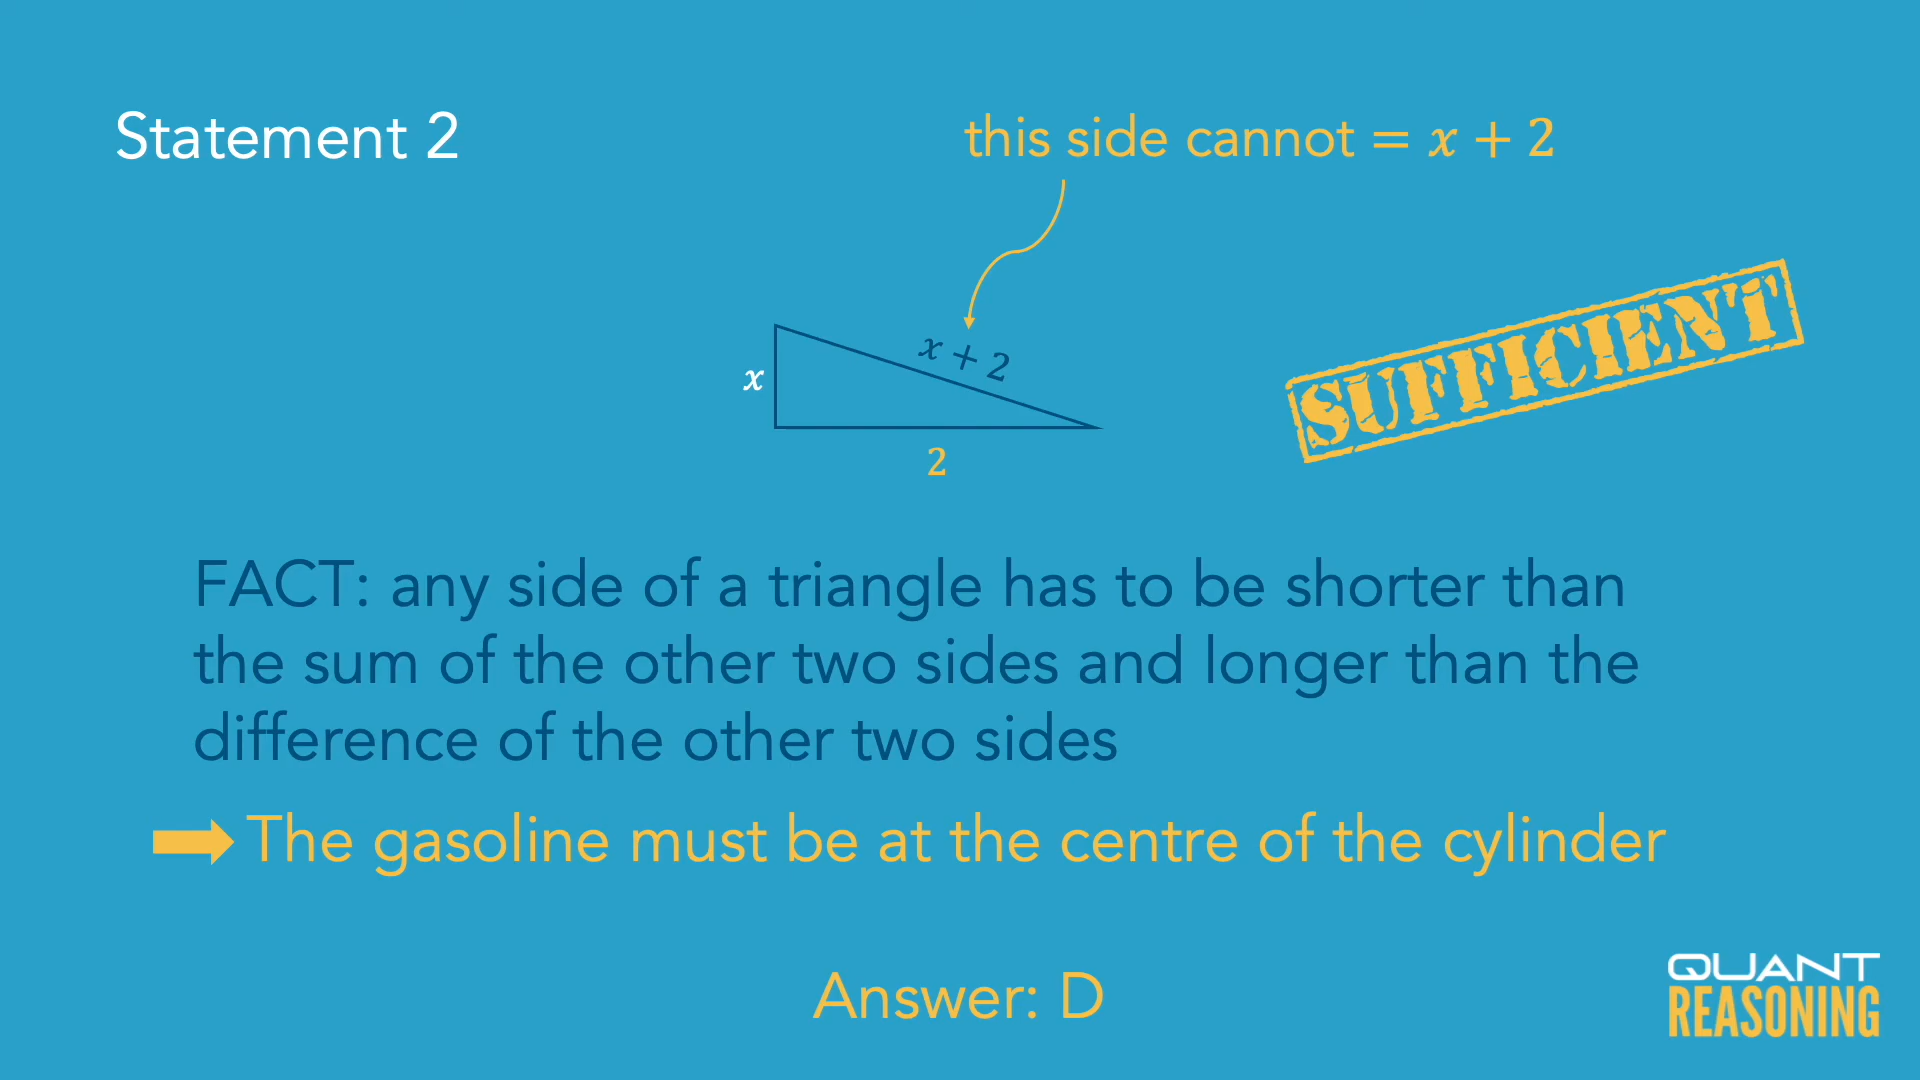 Statement 2
this side cannot = x + 2
x + 2
x
2
SUFFICIENT
FACT: any side of a triangle has to be shorter than
the sum of the other two sides and longer than the
difference of the other two sides
The gasoline must be at the centre of the cylinder
Answer: D
QUANT
REASONING